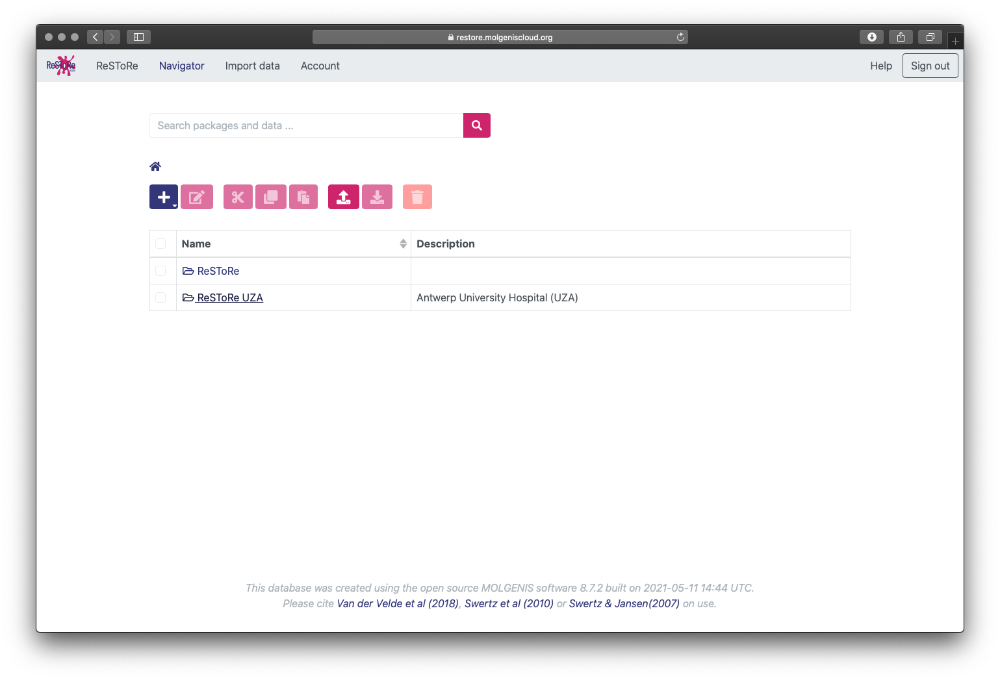 restore.molgeniscloud.org
ReSToRe
ReSToRe Navigator Import data Account Help Sign out
Search packages and data ...
Name Description
ReSToRe
ReSToRe UZA Antwerp University Hospital (UZA)
This database was created using the open source MOLGENIS software 8.7.2 built on 2021-05-11 14:44 UTC.
Please cite Van der Velde et al (2018), Swertz et al (2010) or Swertz & Jansen(2007) on use.